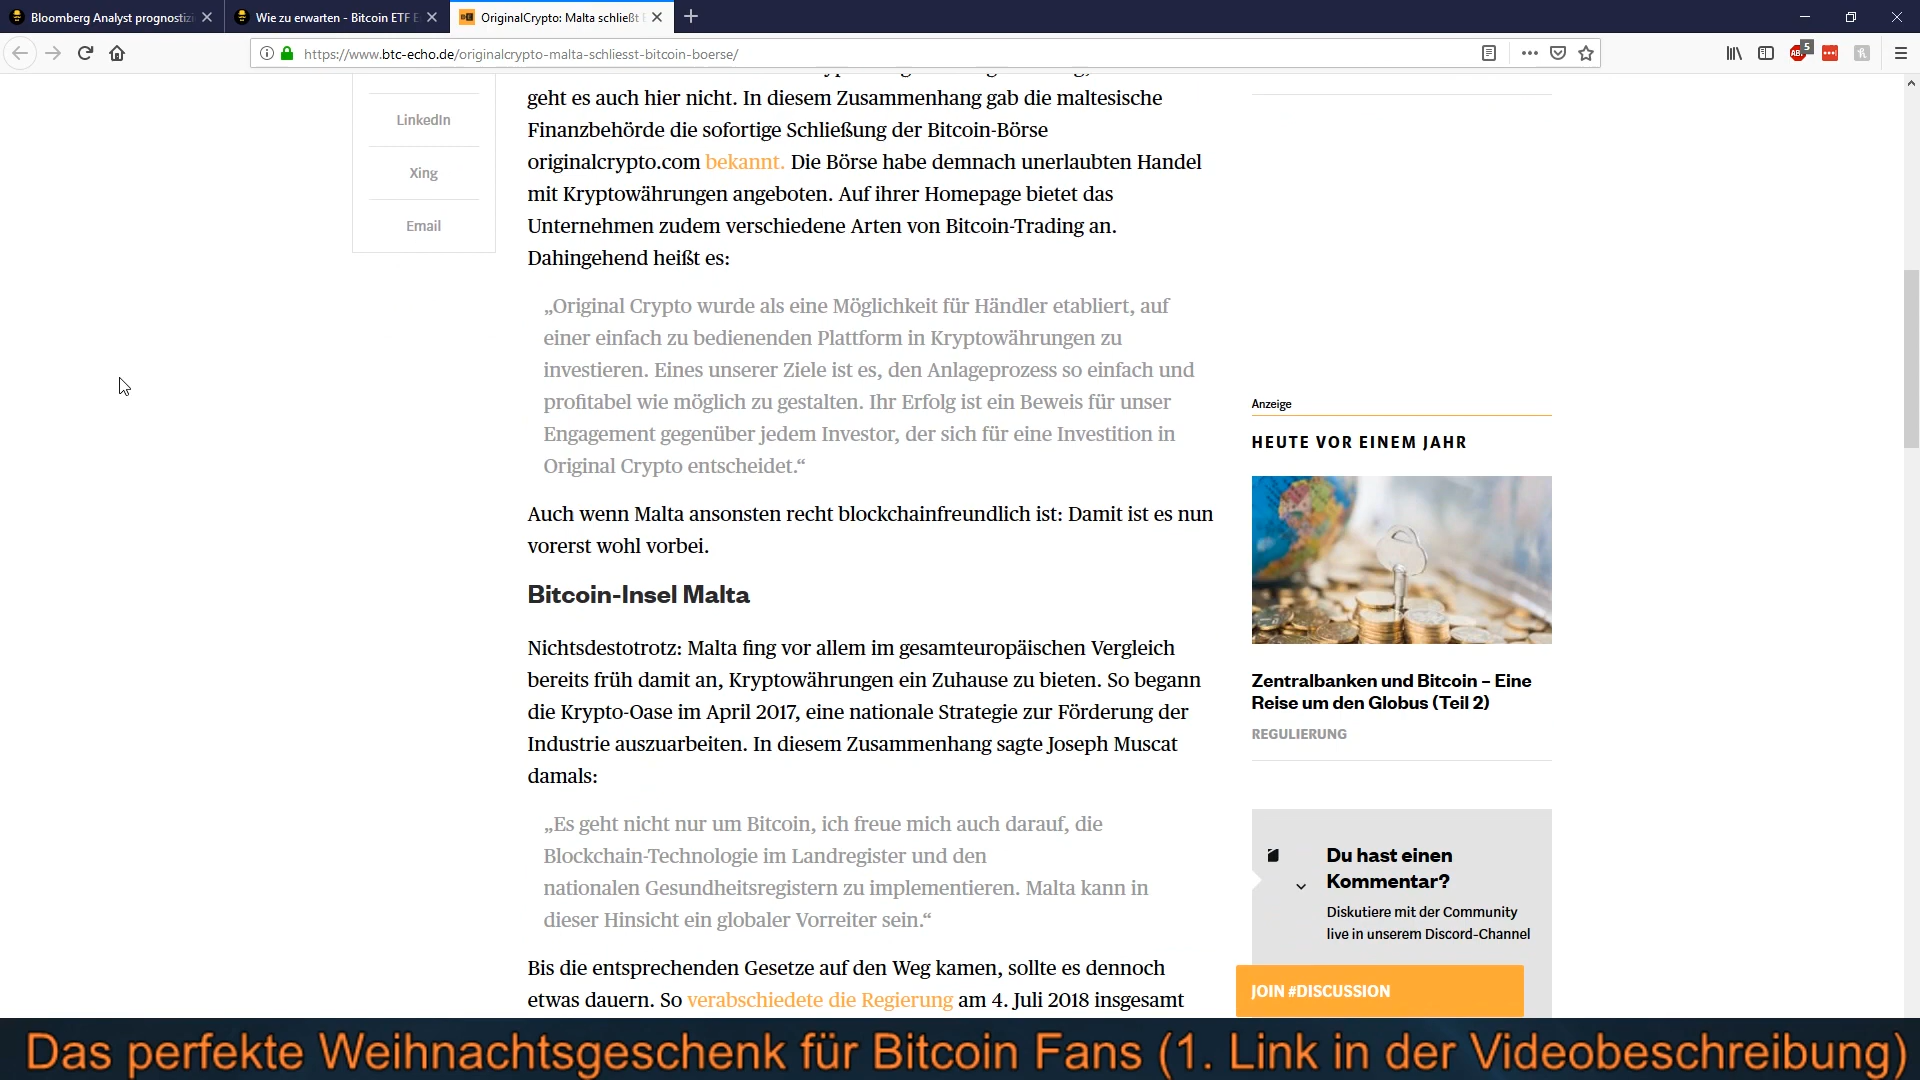 Bloomberg Analyst prognostizi
Wie zu erwarten - Bitcoin ETF E
OriginalCrypto: Malta schließt B
https://www.btc-echo.de/originalcrypto-malta-schliesst-bitcoin-boerse/
5
LinkedIn
Xing
Email
geht es auch hier nicht. In diesem Zusammenhang gab die maltesische
Finanzbehörde die sofortige Schließung der Bitcoin-Börse
originalcrypto.com bekannt. Die Börse habe demnach unerlaubten Handel
mit Kryptowährungen angeboten. Auf ihrer Homepage bietet das
Unternehmen zudem verschiedene Arten von Bitcoin-Trading an.
Dahingehend heißt es:
„Original Crypto wurde als eine Möglichkeit für Händler etabliert, auf
einer einfach zu bedienenden Plattform in Kryptowährungen zu
investieren. Eines unserer Ziele ist es, den Anlageprozess so einfach und
profitabel wie möglich zu gestalten. Ihr Erfolg ist ein Beweis für unser
Engagement gegenüber jedem Investor, der sich für eine Investition in
Original Crypto entscheidet.“
Auch wenn Malta ansonsten recht blockchainfreundlich ist: Damit ist es nun
vorerst wohl vorbei.
Bitcoin-Insel Malta
Nichtsdestotrotz: Malta fing vor allem im gesamteuropäischen Vergleich
bereits früh damit an, Kryptowährungen ein Zuhause zu bieten. So begann
die Krypto-Oase im April 2017, eine nationale Strategie zur Förderung der
Industrie auszuarbeiten. In diesem Zusammenhang sagte Joseph Muscat
damals:
„Es geht nicht nur um Bitcoin, ich freue mich auch darauf, die
Blockchain-Technologie im Landregister und den
nationalen Gesundheitsregistern zu implementieren. Malta kann in
dieser Hinsicht ein globaler Vorreiter sein.“
Bis die entsprechenden Gesetze auf den Weg kamen, sollte es dennoch
etwas dauern. So verabschiedete die Regierung am 4. Juli 2018 insgesamt
Anzeige
HEUTE VOR EINEM JAHR
Zentralbanken und Bitcoin – Eine
Reise um den Globus (Teil 2)
REGULIERUNG
Du hast einen
Kommentar?
Diskutiere mit der Community
live in unserem Discord-Channel
JOIN #DISCUSSION
Das perfekte Weihnachtsgeschenk für Bitcoin Fans (1. Link in der Videobeschreibung)